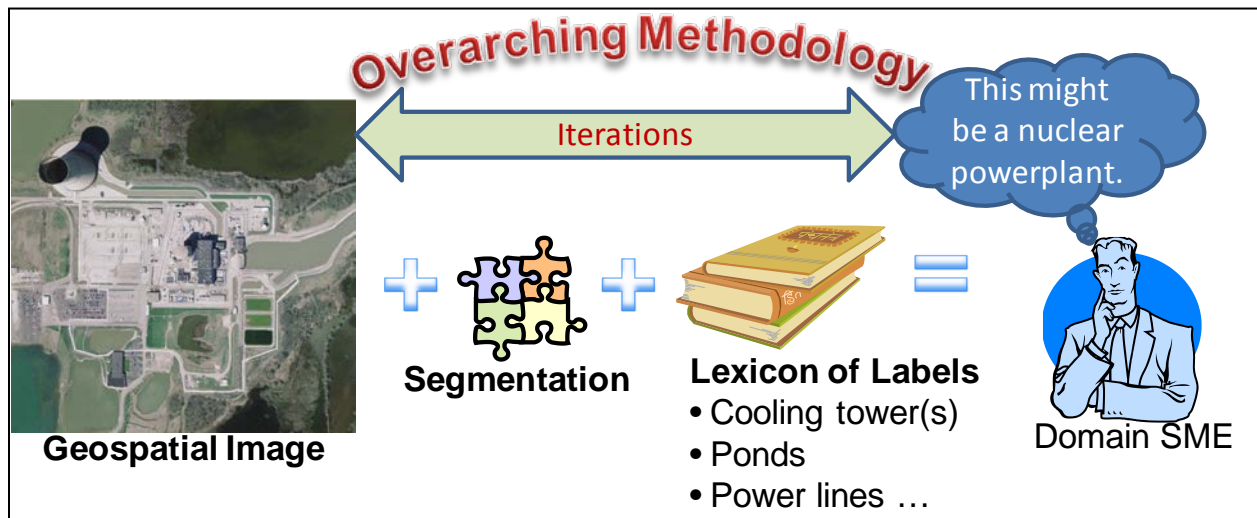 Overarching Methodology
Iterations
This might
be a nuclear
powerplant.
Segmentation
Lexicon of Labels
• Cooling tower(s)
• Ponds
• Power lines …
Geospatial Image
Domain SME